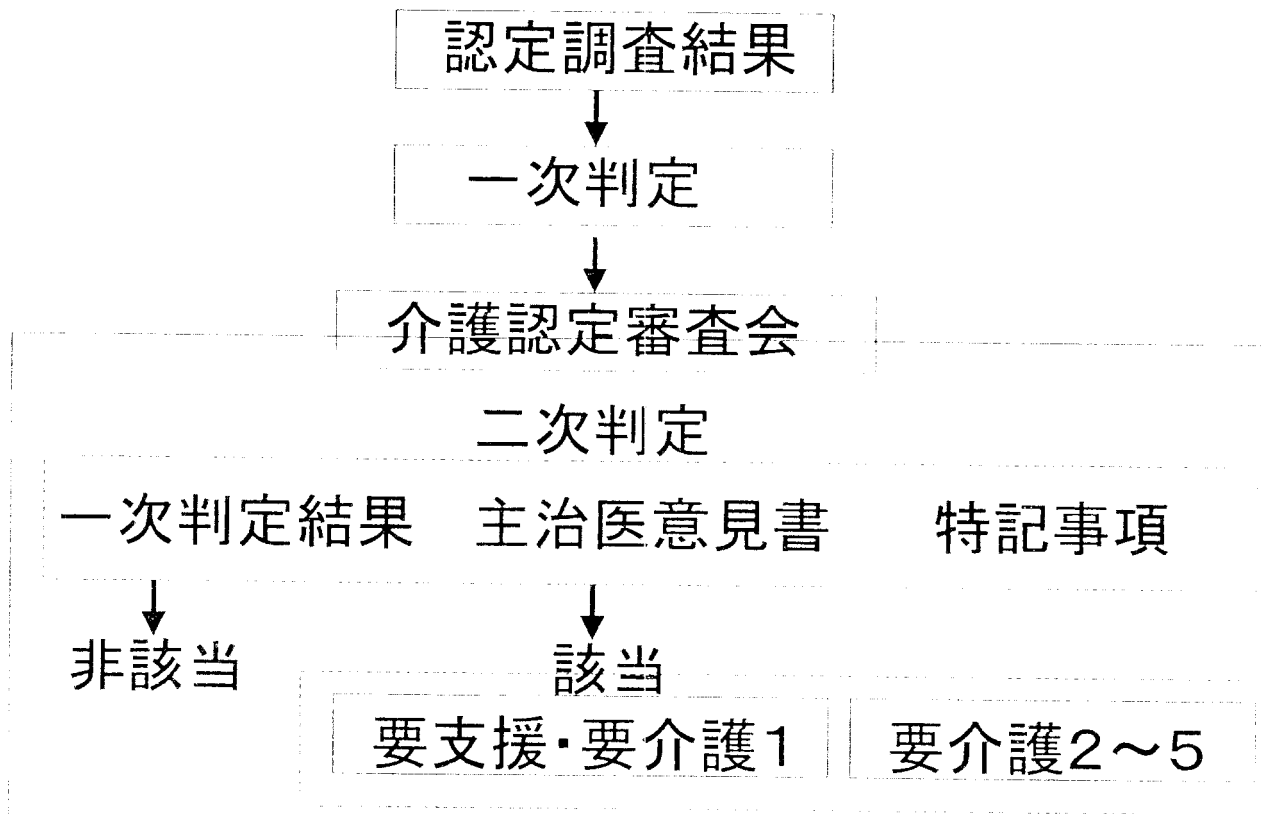 認定調査結果
一次判定
介護認定審査会
二次判定
一次判定結果 主治医意見書 特記事項
非該当 該当
要支援・要介護1 要介護2~5